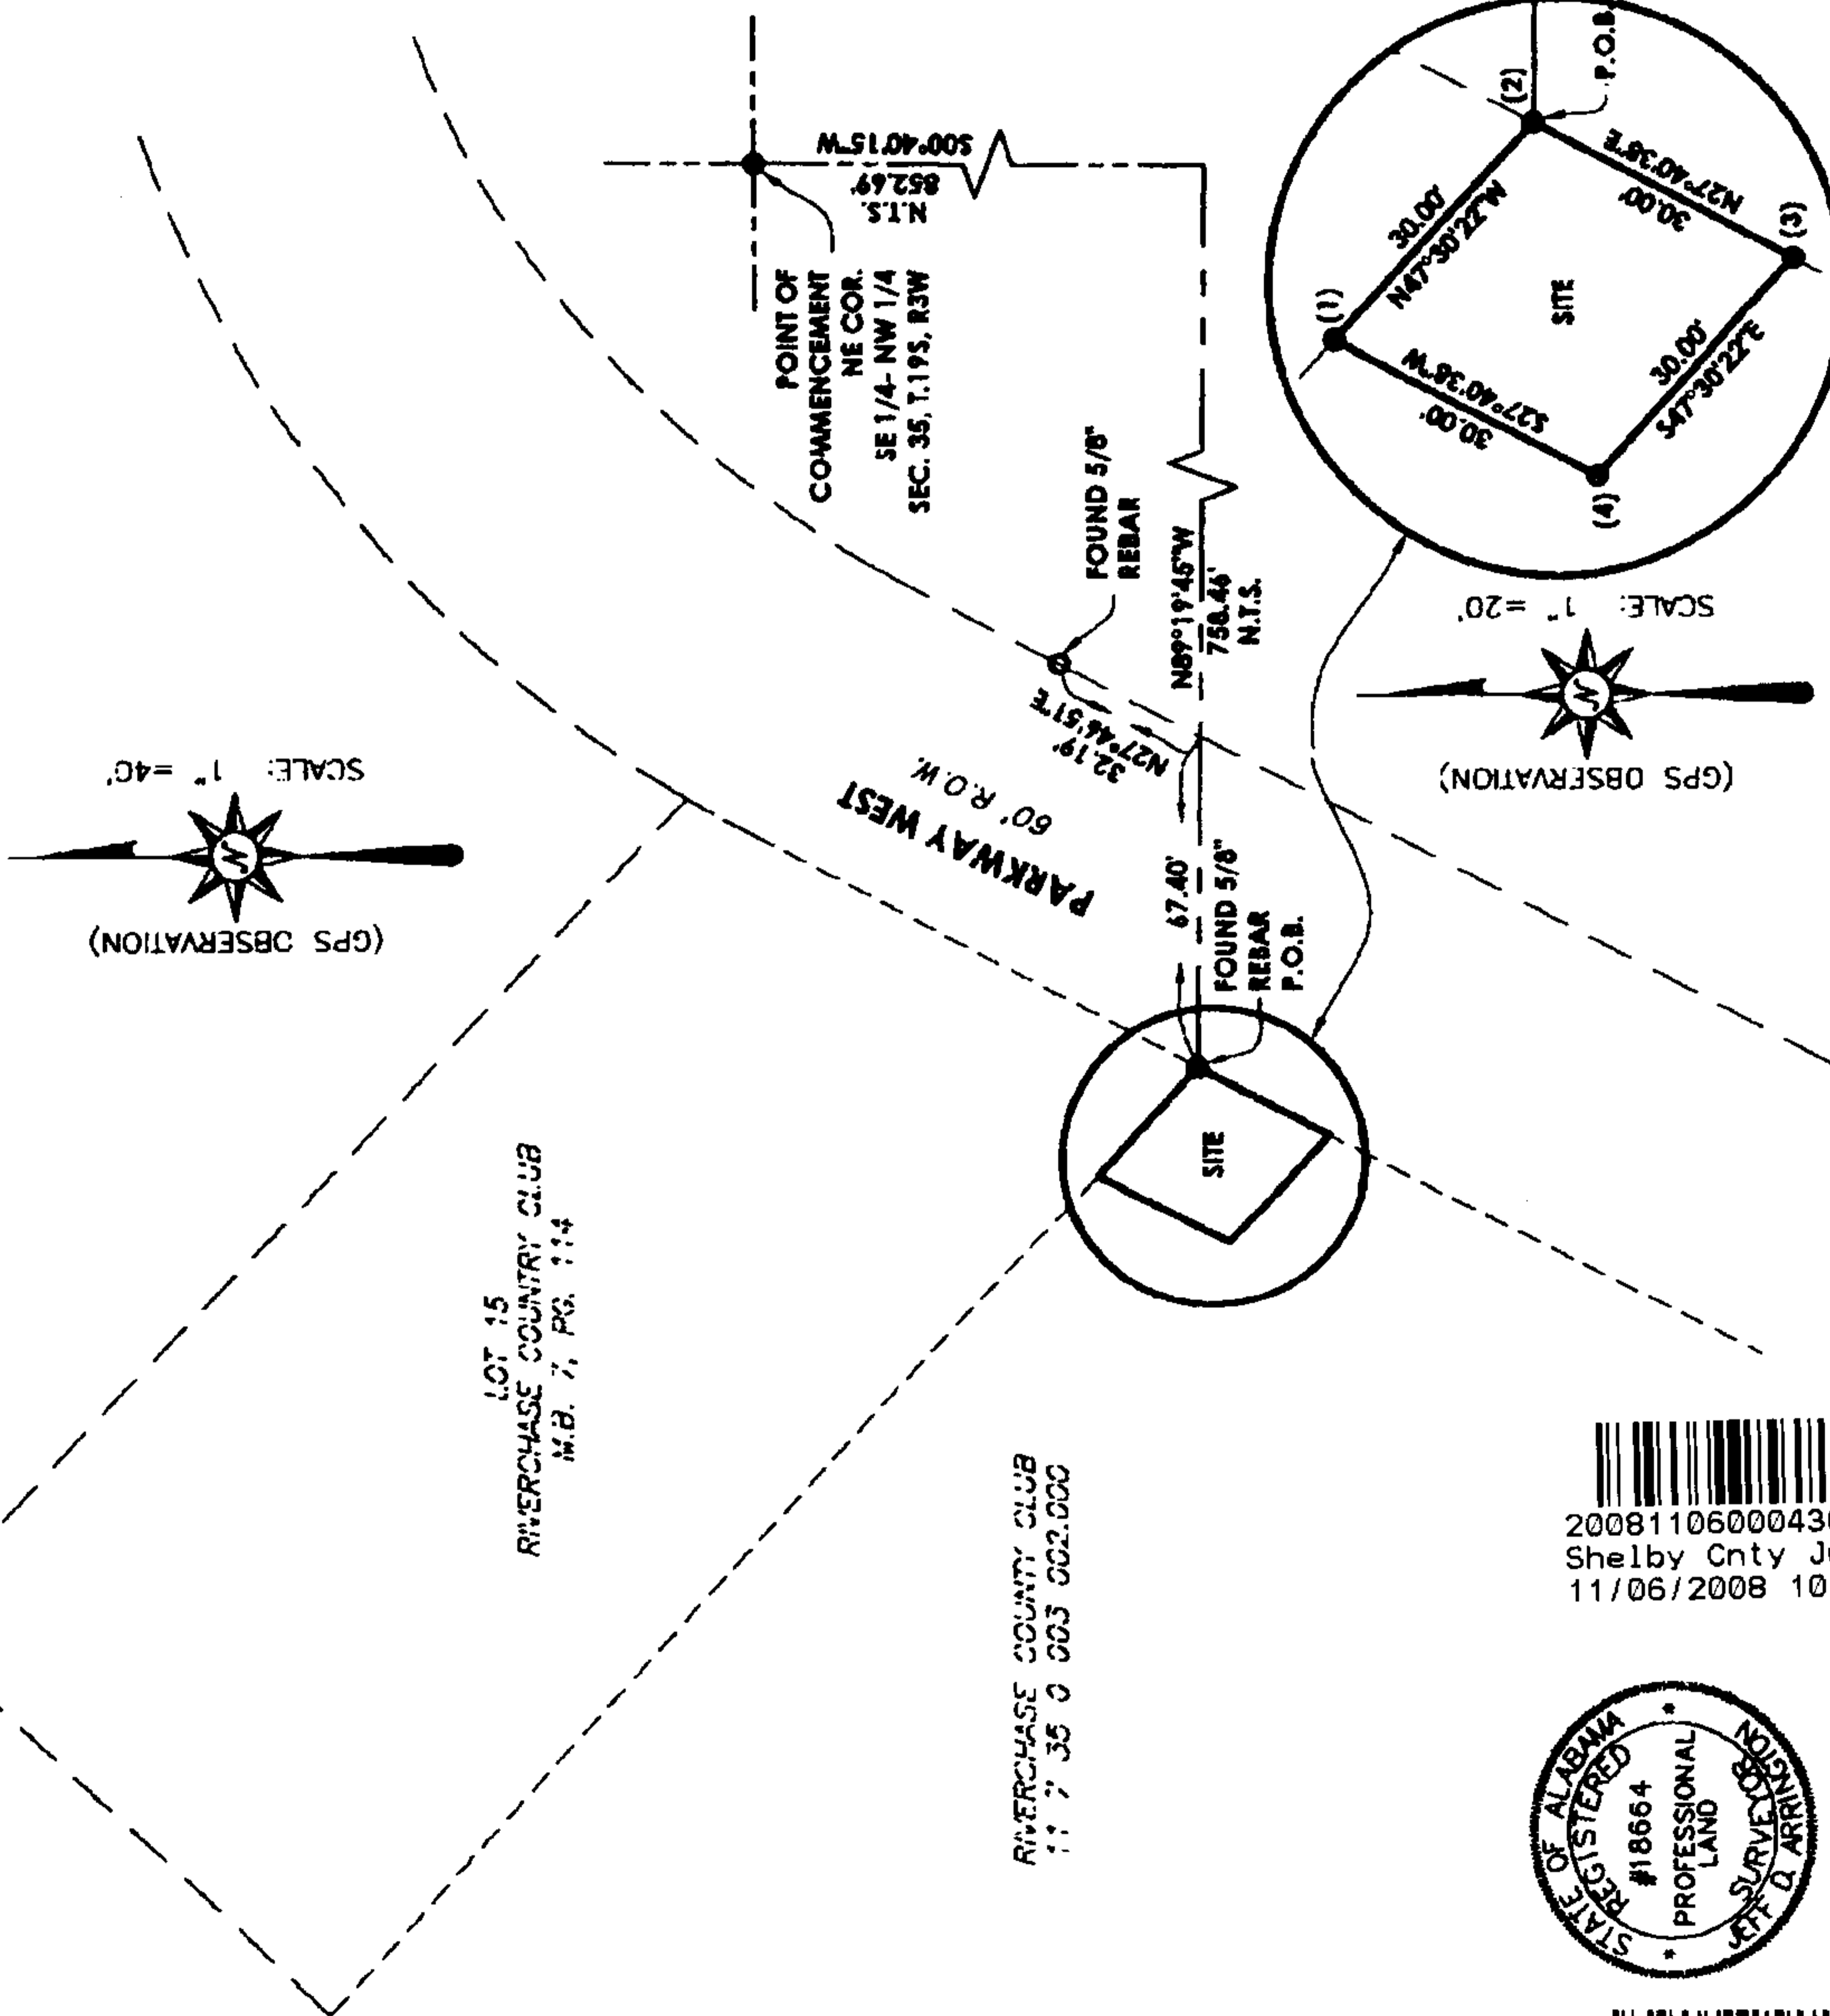 (GPS OBSERVATION)
N
SCALE: 1" =40'
POINT OF
COMMENCEMENT
NE COR.
SE 1/4- NW 1/4
SEC. 35, T.19S, R3W
N.T.S.
852.69'
S00°40'15"W
FOUND 5/8"
REBAR
32.19'
N27°46'51"E
N89°19'45"W
758.46'
N.T.S.
PARKWAY WEST
60' R.O.W.
67.40'
FOUND 5/8"
REBAR
P.O.B.
SITE
(1)
30.00'
N47°30'22"W
(2)
P.O.B.
N27°40'38"E
30.00'
(3)
30.00'
S47°30'22"E
(4)
S27°40'38"W
30.00'
SITE
(GPS OBSERVATION)
N
SCALE: 1" =20'
LOT 15
RIVERCHASE COUNTRY CLUB
M.B. 7, PG. 114
RIVERCHASE COUNTY CLUB
11 7 35 0 003 002.000
20081106000043
Shelby Cnty
11/06/2008 10
STATE OF ALABAMA
REGISTERED
#18664
PROFESSIONAL
LAND
SURVEYOR
JEFF D. ARRINGTON